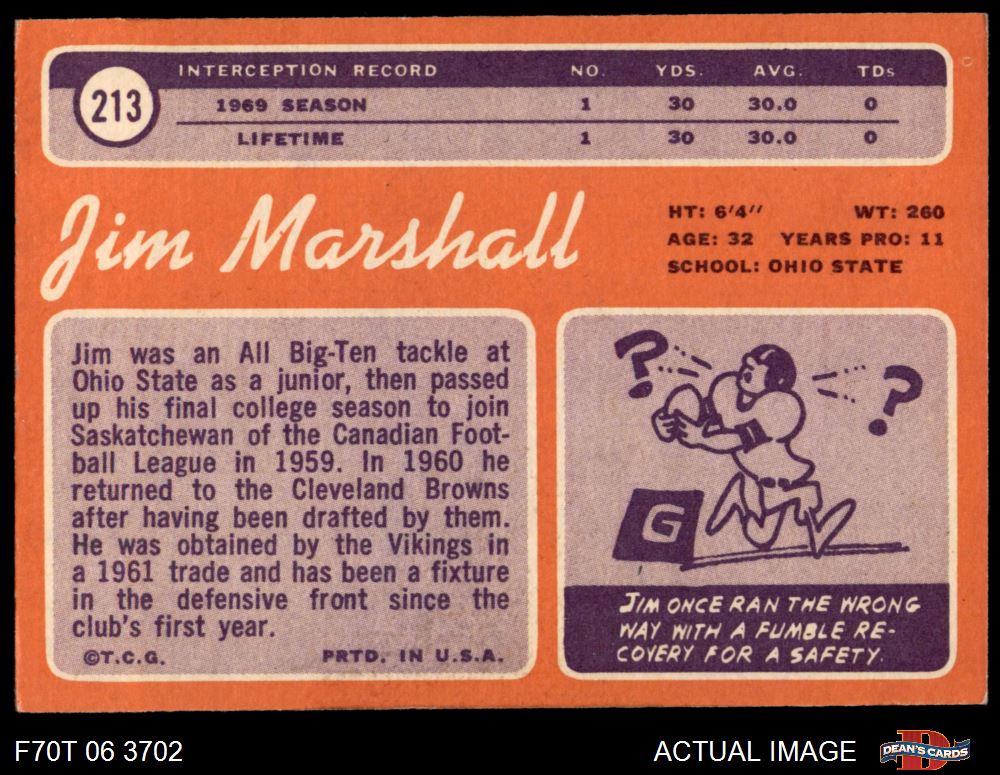 213
INTERCEPTION RECORD NO. YDS. AVG. TDs
1969 SEASON 1 30 30.0 0
LIFETIME 1 30 30.0 0
Jim Marshall
HT: 6'4'' WT: 260
AGE: 32 YEARS PRO: 11
SCHOOL: OHIO STATE
Jim was an All Big-Ten tackle at
Ohio State as a junior, then passed
up his final college season to join
Saskatchewan of the Canadian Foot-
ball League in 1959. In 1960 he
returned to the Cleveland Browns
after having been drafted by them.
He was obtained by the Vikings in
a 1961 trade and has been a fixture
in the defensive front since the
club's first year.
©T.C.G. PRTD. IN U.S.A.
? ?
G
JIM ONCE RAN THE WRONG
WAY WITH A FUMBLE RE-
COVERY FOR A SAFETY.
F70T 06 3702 ACTUAL IMAGE
D
DEAN'S CARDS